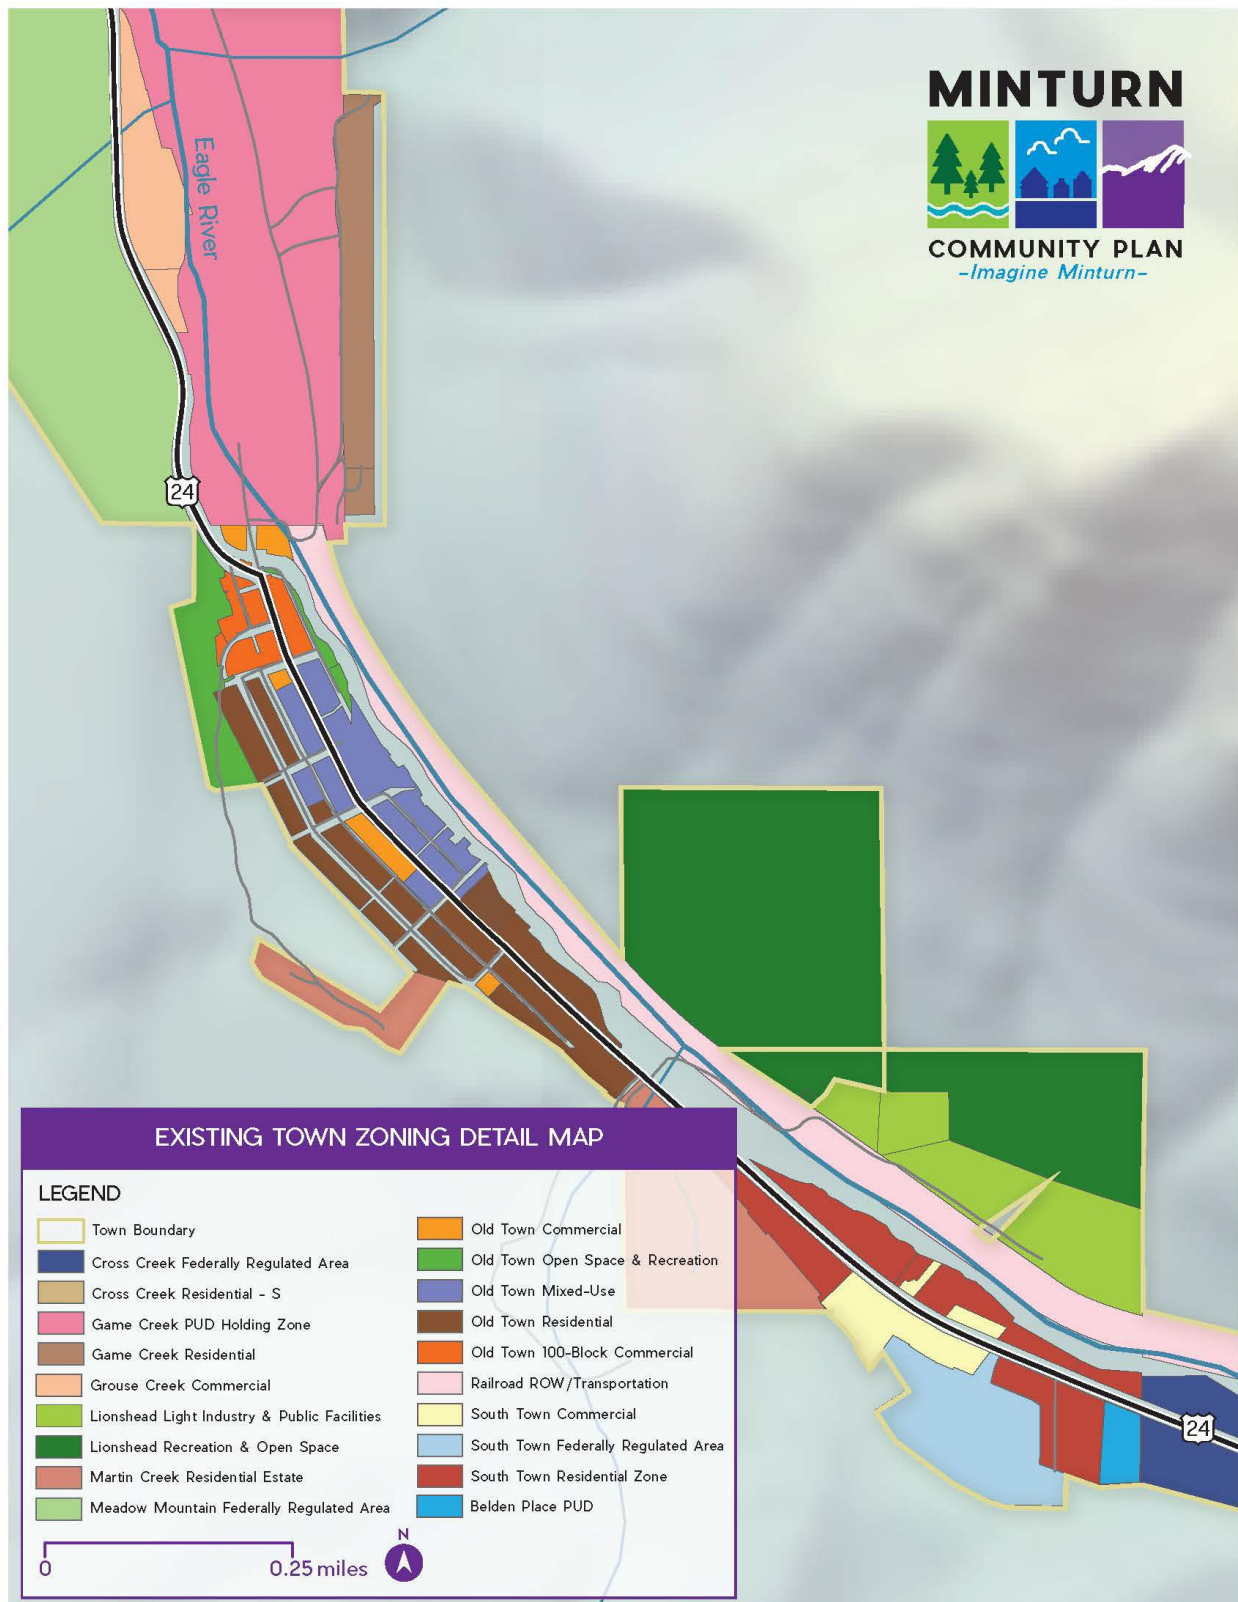 MINTURN
COMMUNITY PLAN
-Imagine Minturn-
Eagle River
24
EXISTING TOWN ZONING DETAIL MAP
LEGEND
Town Boundary
Cross Creek Federally Regulated Area
Cross Creek Residential - S
Game Creek PUD Holding Zone
Game Creek Residential
Grouse Creek Commercial
Lionshead Light Industry & Public Facilities
Lionshead Recreation & Open Space
Martin Creek Residential Estate
Meadow Mountain Federally Regulated Area
Old Town Commercial
Old Town Open Space & Recreation
Old Town Mixed-Use
Old Town Residential
Old Town 100-Block Commercial
Railroad ROW/Transportation
South Town Commercial
South Town Federally Regulated Area
South Town Residential Zone
Belden Place PUD
24
N
0 0.25 miles